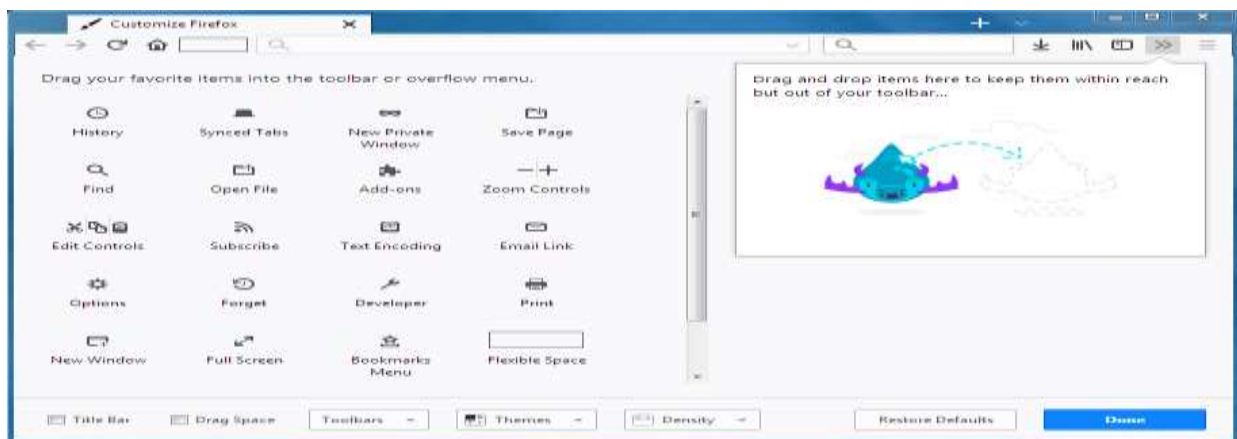 Customize Firefox
Drag your favorite items into the toolbar or overflow menu.
Drag and drop items here to keep them within reach
but out of your toolbar...
History Synced Tabs New Private Save Page
Window
Find Open File Add-ons Zoom Controls
Edit Controls Subscribe Text Encoding Email Link
Options Forget Developer Print
New Window Full Screen Bookmarks Flexible Space
Menu
Title Bar Drag Space Toolbars Themes Density Restore Defaults Done